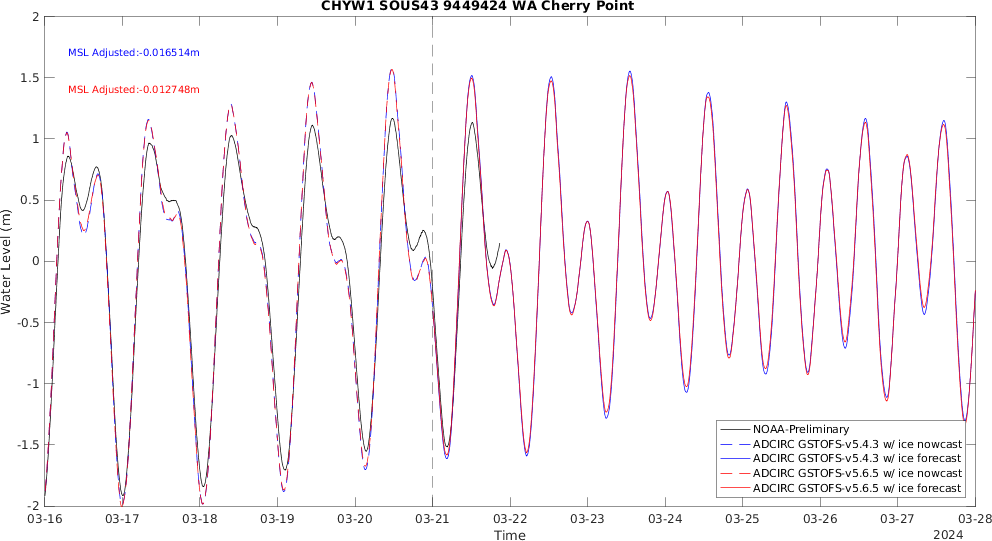 CHYW1 SOUS43 9449424 WA Cherry Point
MSL Adjusted:-0.016514m
MSL Adjusted:-0.012748m
Water Level (m)
2
1.5
1
0.5
0
-0.5
-1
-1.5
-2
NOAA-Preliminary
ADCIRC GSTOFS-v5.4.3 w/ ice nowcast
ADCIRC GSTOFS-v5.4.3 w/ ice forecast
ADCIRC GSTOFS-v5.6.5 w/ ice nowcast
ADCIRC GSTOFS-v5.6.5 w/ ice forecast
03-16 03-17 03-18 03-19 03-20 03-21 03-22 03-23 03-24 03-25 03-26 03-27 03-28
Time
2024